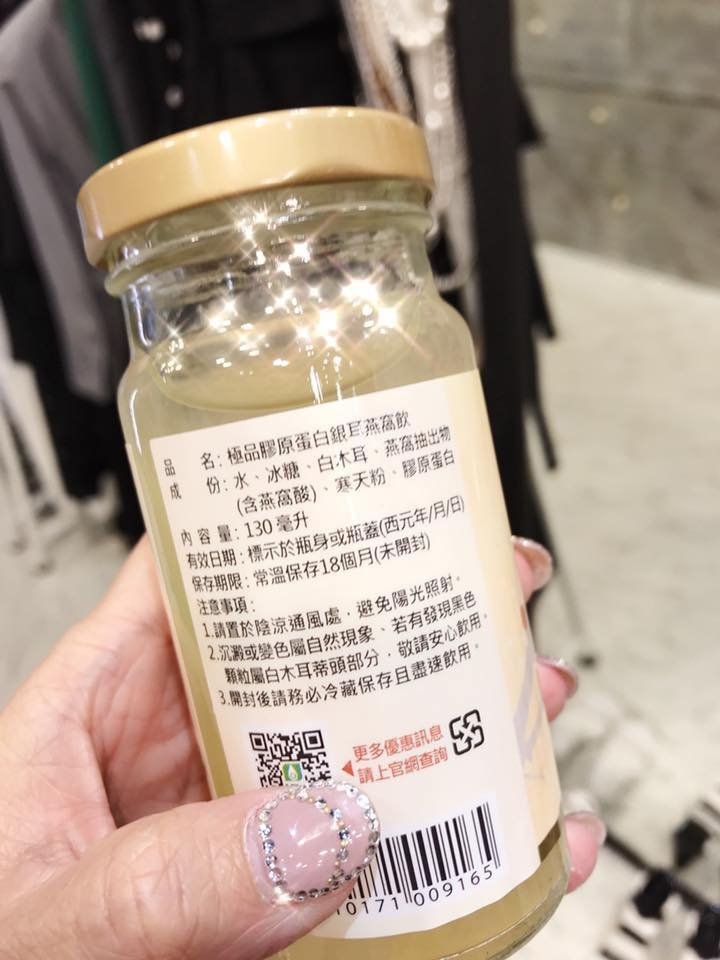 品名：極品膠原蛋白銀耳燕窩飲
成份：水、冰糖、白木耳、燕窩抽出物
(含燕窩酸)、寒天粉、膠原蛋白
內容量：130毫升
有效日期：標示於瓶身或瓶蓋(西元年/月/日)
保存期限：常溫保存18個月(未開封)
注意事項：
1.請置於陰涼通風處，避免陽光照射。
2.沉澱或變色屬自然現象、若有發現黑色
顆粒屬白木耳蒂頭部分，敬請安心飲用。
3.開封後請務必冷藏保存且盡速飲用。
更多優惠訊息
請上官網查詢
10171 009165